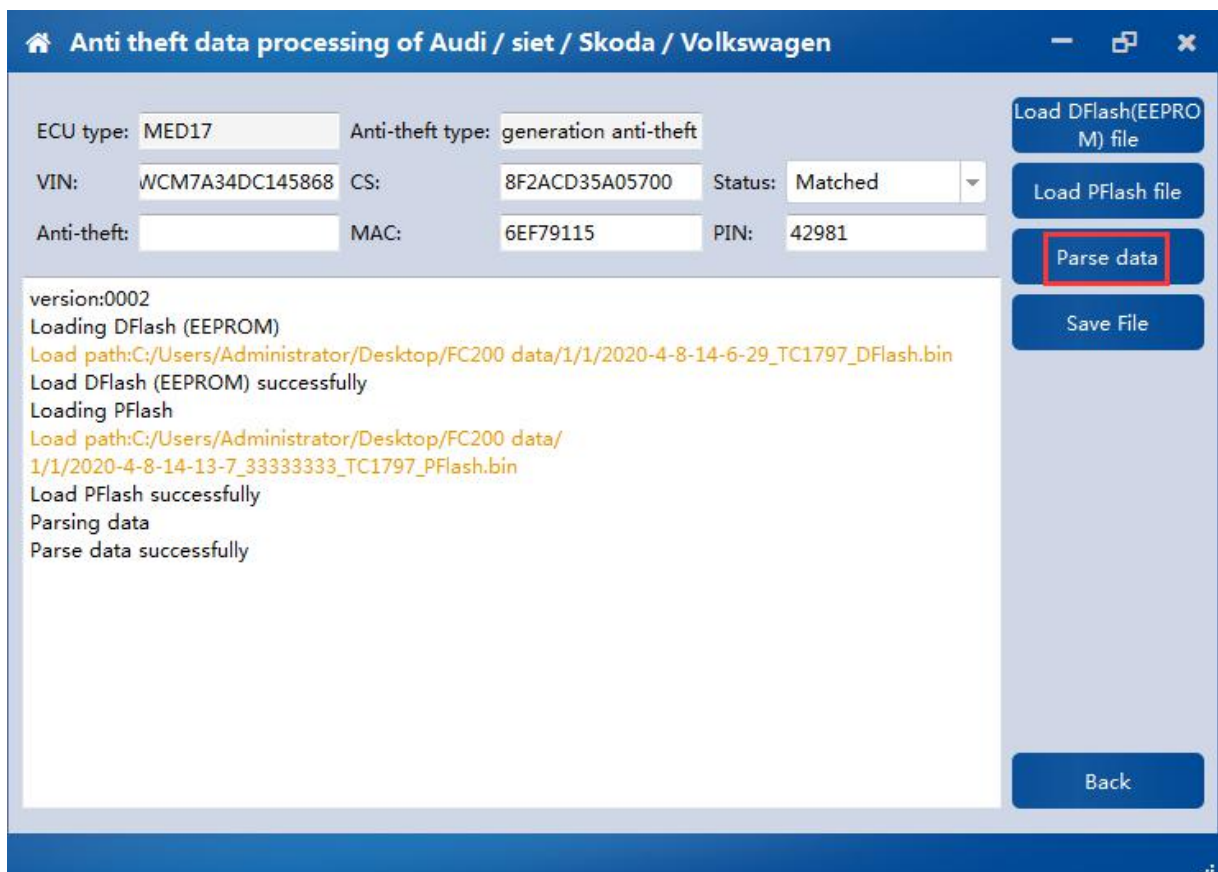 Anti theft data processing of Audi / siet / Skoda / Volkswagen
ECU type: MED17 Anti-theft type: generation anti-theft
VIN: WCM7A34DC145868 CS: 8F2ACD35A05700 Status: Matched
Anti-theft: MAC: 6EF79115 PIN: 42981
Load DFlash(EEPRO
M) file
Load PFlash file
Parse data
Save File
version:0002
Loading DFlash (EEPROM)
Load path:C:/Users/Administrator/Desktop/FC200 data/1/1/2020-4-8-14-6-29_TC1797_DFlash.bin
Load DFlash (EEPROM) successfully
Loading PFlash
Load path:C:/Users/Administrator/Desktop/FC200 data/
1/1/2020-4-8-14-13-7_33333333_TC1797_PFlash.bin
Load PFlash successfully
Parsing data
Parse data successfully
Back